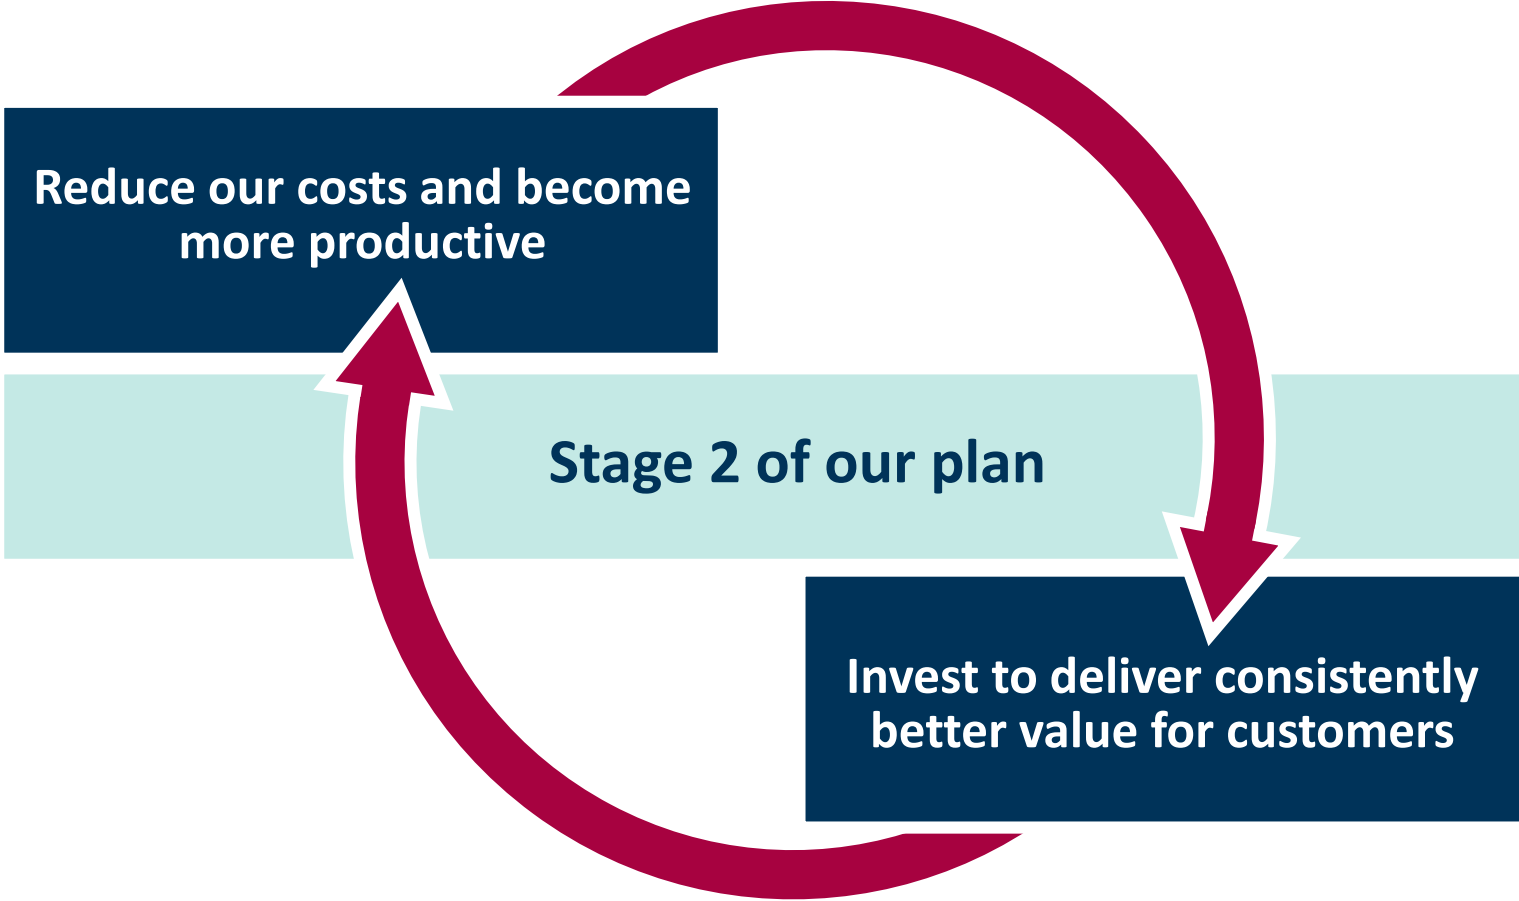 Reduce our costs and become
more productive
Stage 2 of our plan
Invest to deliver consistently
better value for customers